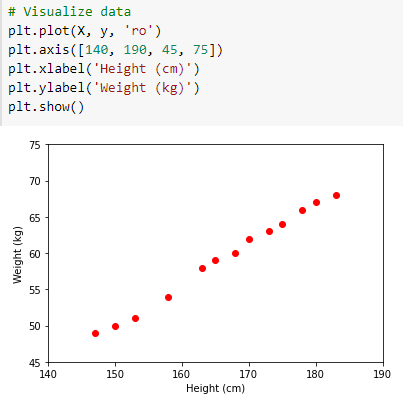 # Visualize data
plt.plot(X, y, 'ro')
plt.axis([140, 190, 45, 75])
plt.xlabel('Height (cm)')
plt.ylabel('Weight (kg)')
plt.show()
75
70
65
60
55
50
45
Weight (kg)
140 150 160 170 180 190
Height (cm)